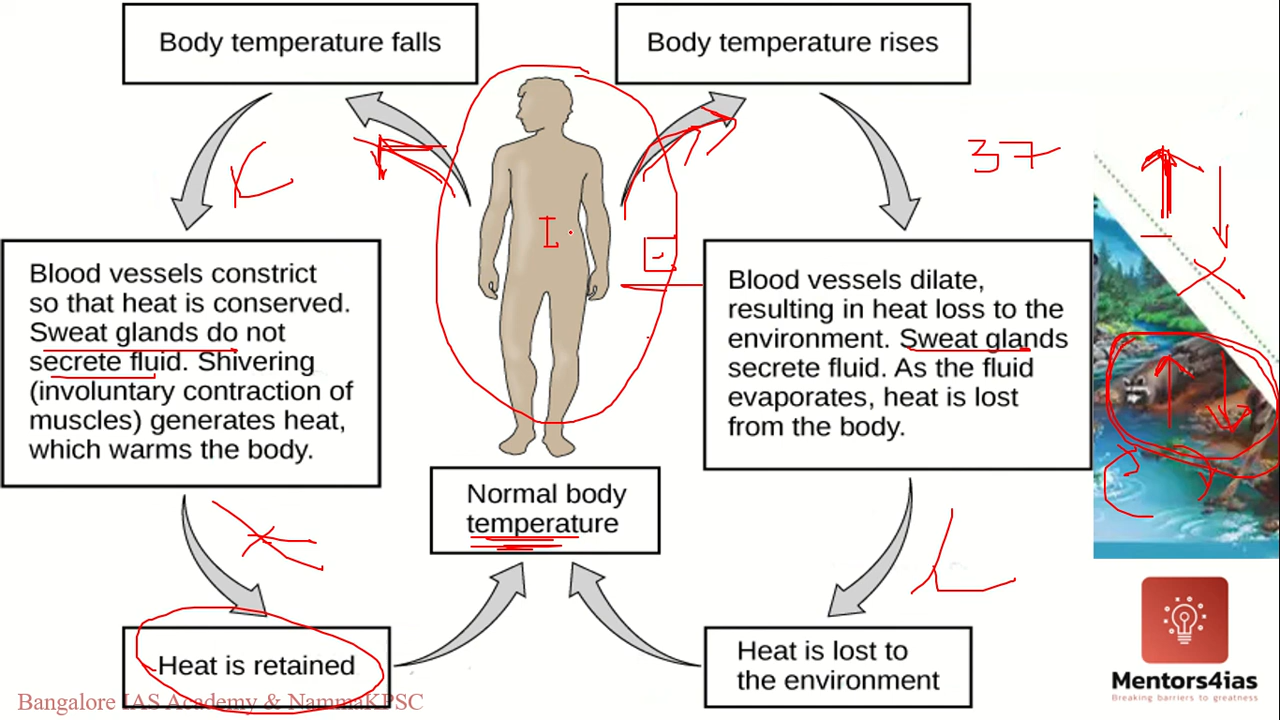 Body temperature falls
Body temperature rises
37
Blood vessels constrict
so that heat is conserved.
Sweat glands do not
secrete fluid. Shivering
(involuntary contraction of
muscles) generates heat,
which warms the body.
Blood vessels dilate,
resulting in heat loss to the
environment. Sweat glands
secrete fluid. As the fluid
evaporates, heat is lost
from the body.
Normal body
temperature
Heat is retained
Heat is lost to
the environment
Mentors4ias
Breaking barriers to greatness
Bangalore IAS Academy & NammaKPSC